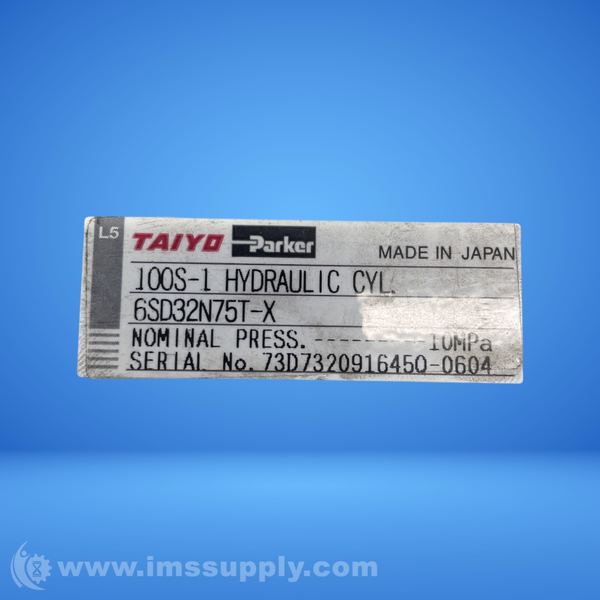 L5 TAIYO Parker MADE IN JAPAN
100S-1 HYDRAULIC CYL.
6SD32N75T-X
NOMINAL PRESS. --------- 10MPa
SERIAL No. 73D732091645O-0604
www.imssupply.com